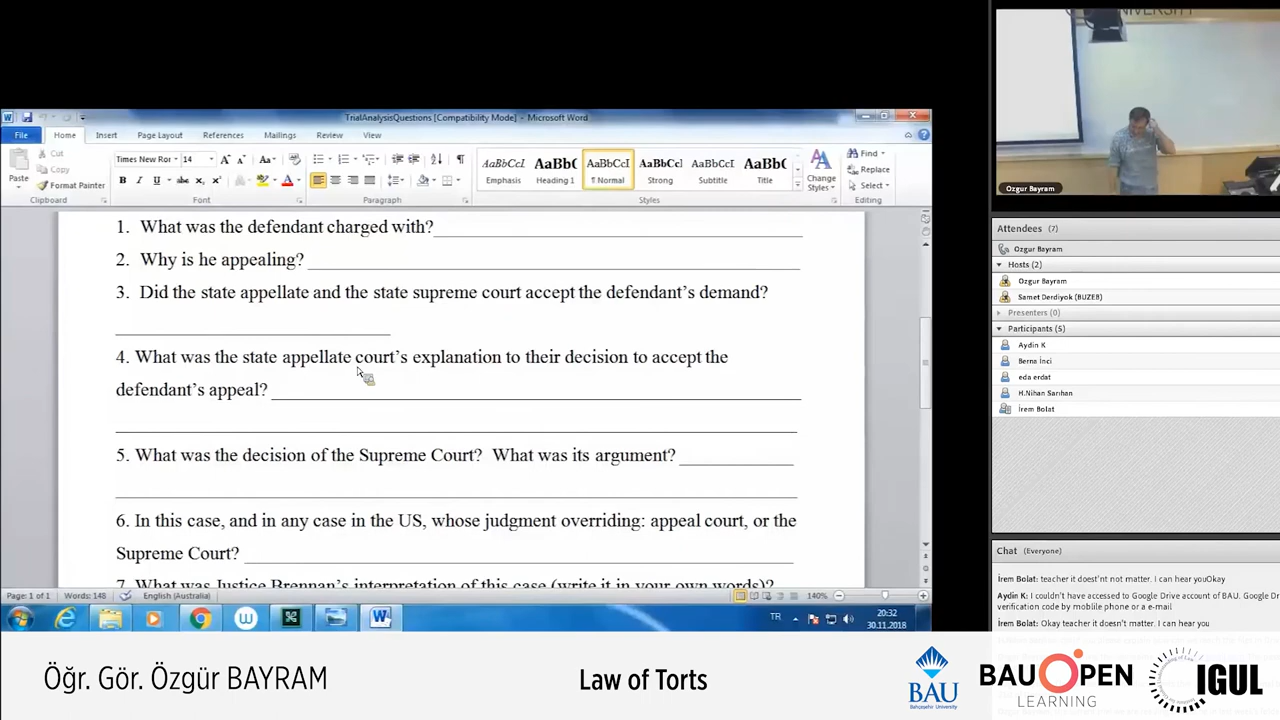 NIVERSITY
Ozgur Bayram
TrialAnalysisQuestions [Compatibility Mode] - Microsoft Word
File Home Insert Page Layout References Mailings Review View
Cut
Copy
Format Painter
Paste
Clipboard
Times New Ror 14
B I U abc
Font
Paragraph
AaBbCcI AaBb( AaBbCcI AaBbCcl AaBbCcI AaBb(
Emphasis Heading 1 ¶ Normal Strong Subtitle Title
Change Styles
Styles
Find
Replace
Select
Editing
1. What was the defendant charged with?
2. Why is he appealing?
3. Did the state appellate and the state supreme court accept the defendant's demand?
4. What was the state appellate court's explanation to their decision to accept the
defendant's appeal?
5. What was the decision of the Supreme Court? What was its argument?
6. In this case, and in any case in the US, whose judgment overriding: appeal court, or the
Supreme Court?
7. What was Justice Brennan's interpretation of this case (write it in your own words)?
Page: 1 of 1 Words: 148 English (Australia) 140%
TR 20:32
30.11.2018
Attendees (7)
Ozgur Bayram
Hosts (2)
Ozgur Bayram
Samet Derdiyok (BUZEB)
Presenters (0)
Participants (5)
Aydin K
Berna İnci
eda erdat
H.Nihan Sarıhan
İrem Bolat
Chat (Everyone)
İrem Bolat: teacher it does'nt not matter. I can hear youOkay
Aydin K: I couldn't have accessed to Google Drive account of BAU. Google Dr
verification code by mobile phone or a e-mail
İrem Bolat: Okay teacher it doesn't matter. I can hear you
Öğr. Gör. Özgür BAYRAM
Law of Torts
BAU
Bahçeşehir University
BAU OPEN
LEARNING
IGUL